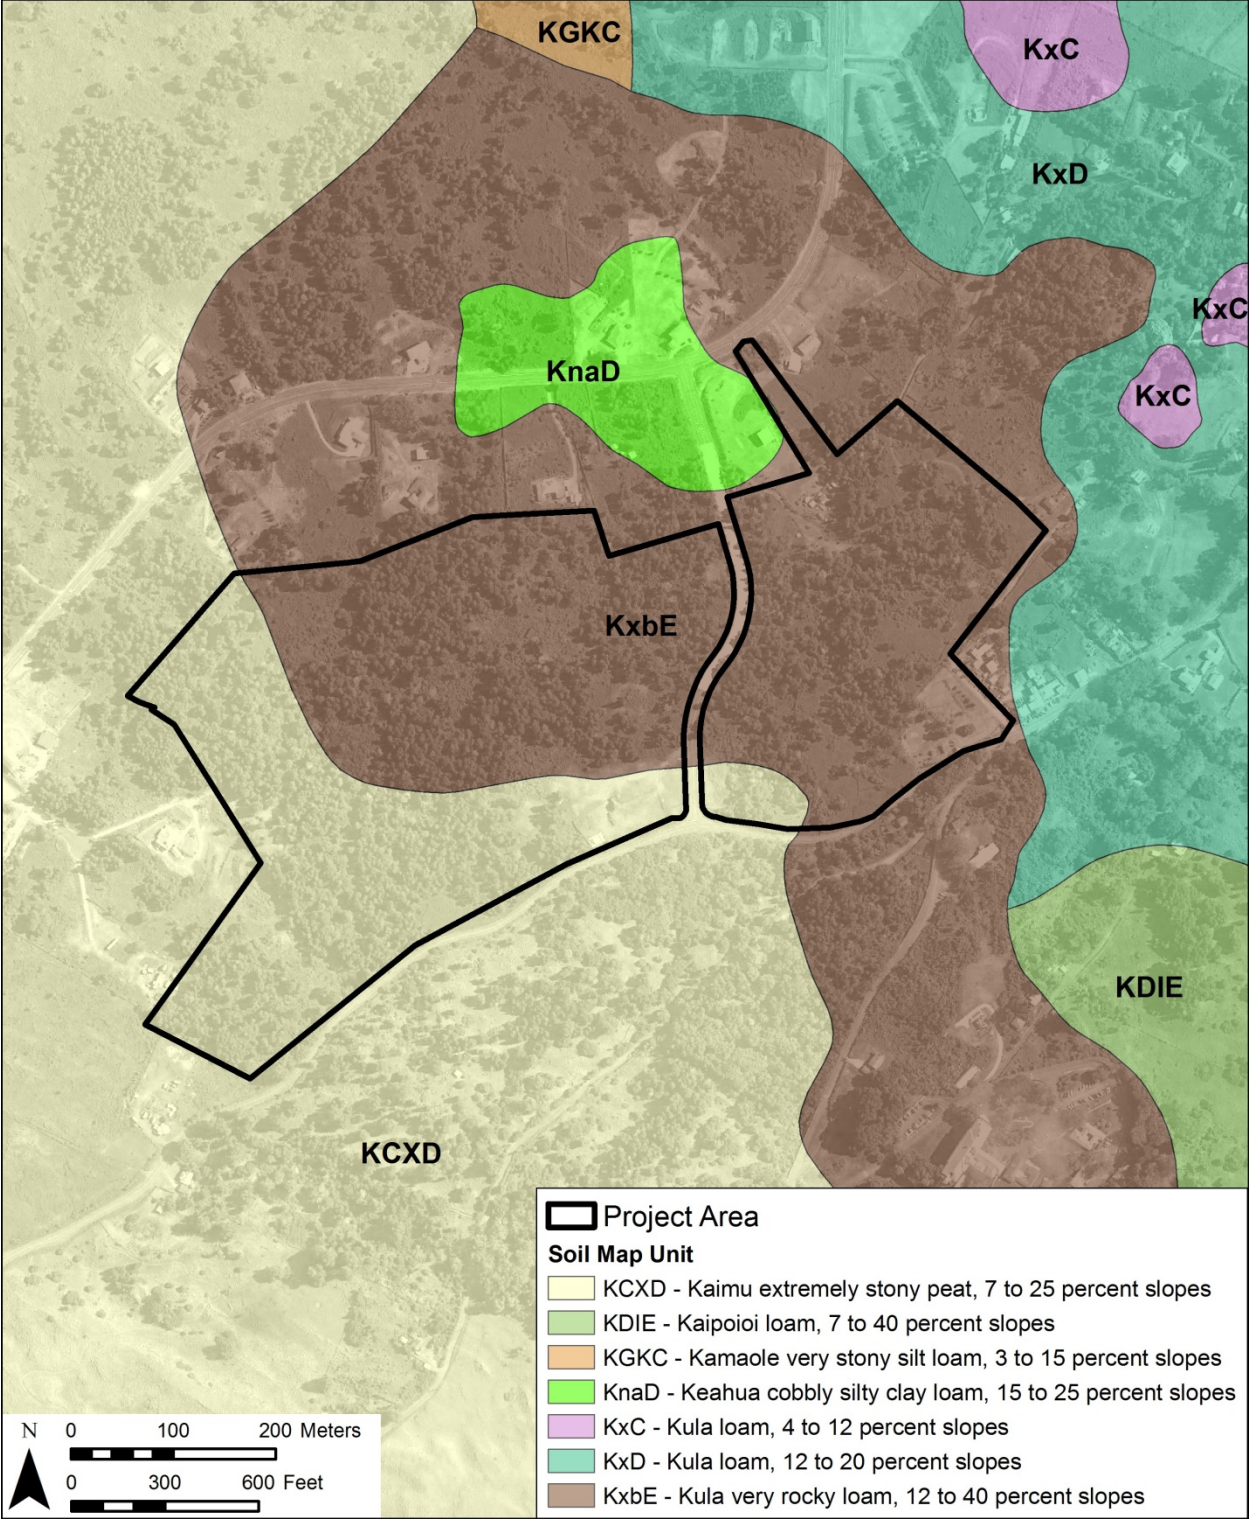 KGKC
KxC
KxD
KxC
KnaD
KxC
KxbE
KDIE
KCXD
Project Area
Soil Map Unit
KCXD - Kaimu extremely stony peat, 7 to 25 percent slopes
KDIE - Kaipoioi loam, 7 to 40 percent slopes
KGKC - Kamaole very stony silt loam, 3 to 15 percent slopes
KnaD - Keahua cobbly silty clay loam, 15 to 25 percent slopes
KxC - Kula loam, 4 to 12 percent slopes
KxD - Kula loam, 12 to 20 percent slopes
KxbE - Kula very rocky loam, 12 to 40 percent slopes
N 0 100 200 Meters
0 300 600 Feet